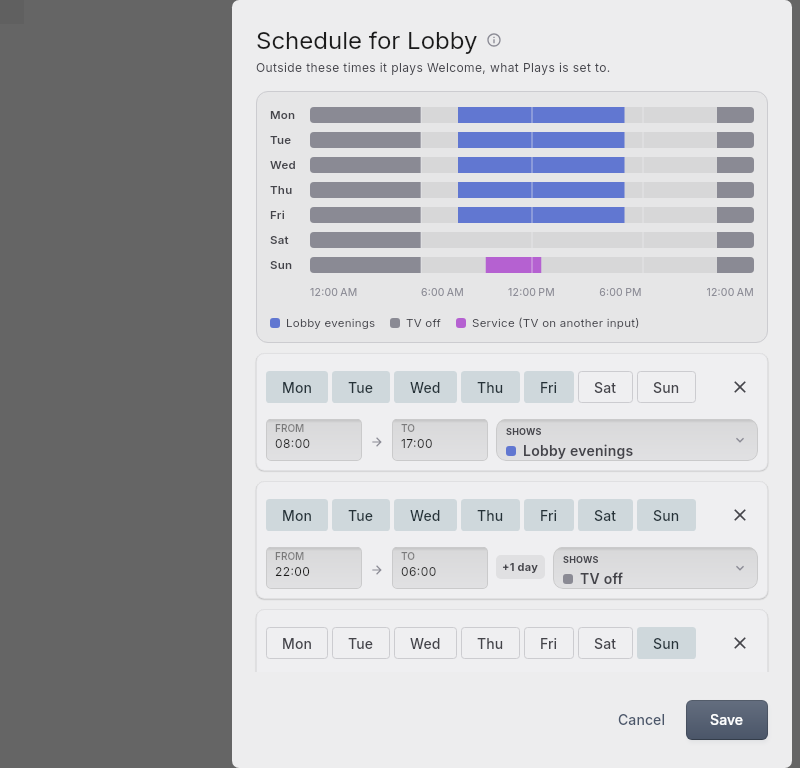 Schedule for Lobby
Outside these times it plays Welcome, what Plays is set to.
Mon
Tue
Wed
Thu
Fri
Sat
Sun
12:00 AM 6:00 AM 12:00 PM 6:00 PM 12:00 AM
Lobby evenings TV off Service (TV on another input)
Mon Tue Wed Thu Fri Sat Sun
FROM TO SHOWS
08:00 17:00 Lobby evenings
Mon Tue Wed Thu Fri Sat Sun
FROM TO SHOWS
22:00 06:00 +1 day TV off
Mon Tue Wed Thu Fri Sat Sun
Cancel Save